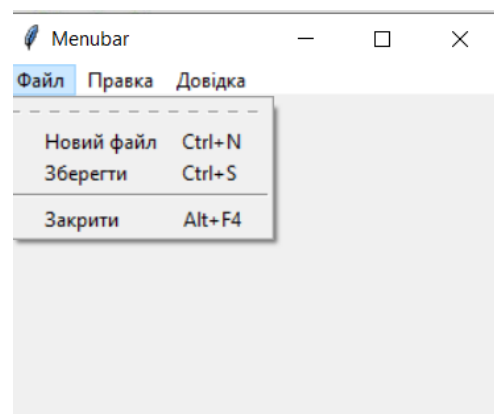 Menubar
Файл Правка Довідка
Новий файл Ctrl+N
Зберегти Ctrl+S
Закрити Alt+F4